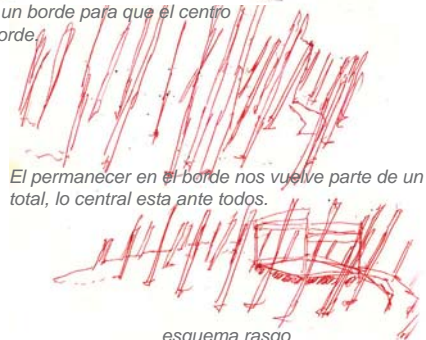 un borde para que el centro
orde.
El permanecer en el borde nos vuelve parte de un
total, lo central esta ante todos.
esquema rasgo